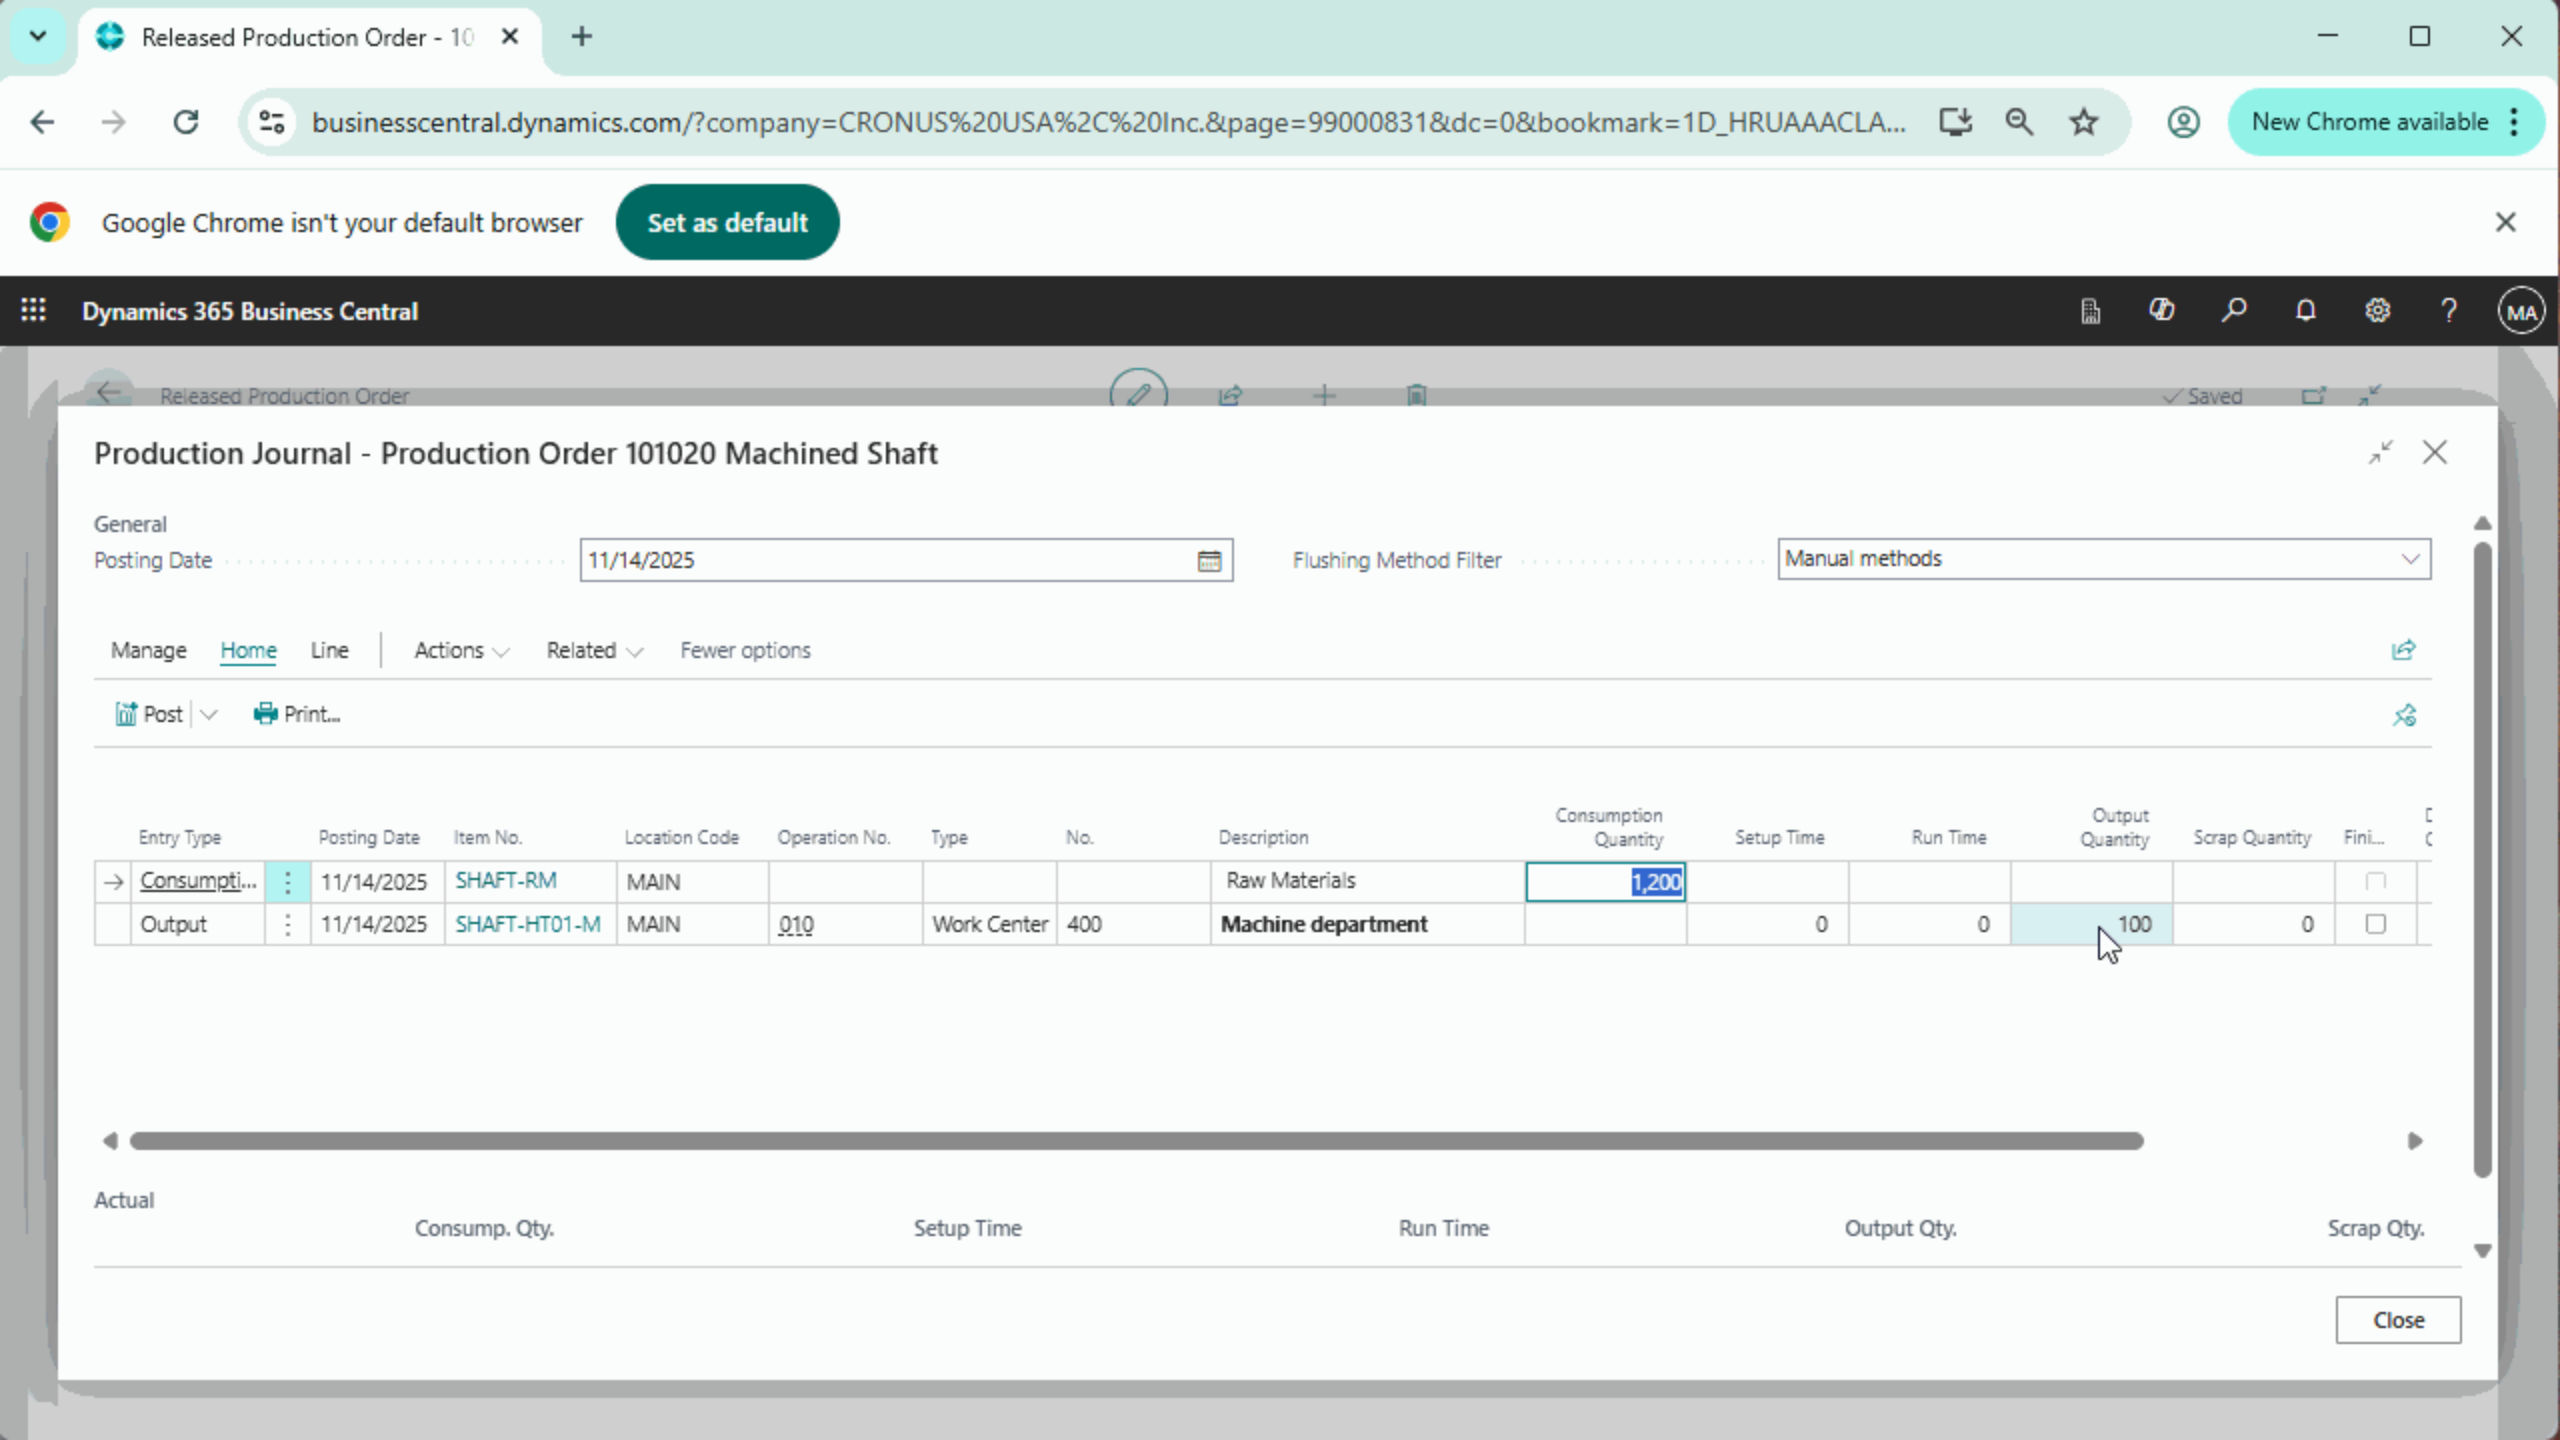 Released Production Order - 10
businesscentral.dynamics.com/?company=CRONUS%20USA%2C%20Inc.&page=99000831&dc=0&bookmark=1D_HRUAAACLA...
New Chrome available
Google Chrome isn't your default browser
Set as default
Dynamics 365 Business Central
MA
Released Production Order
Saved
Production Journal - Production Order 101020 Machined Shaft
General
Posting Date 11/14/2025 Flushing Method Filter Manual methods
Manage Home Line Actions Related Fewer options
Post Print...
Entry Type Posting Date Item No. Location Code Operation No. Type No. Description Consumption Quantity Setup Time Run Time Output Quantity Scrap Quantity Fini...
Consumpti... 11/14/2025 SHAFT-RM MAIN Raw Materials 1,200
Output 11/14/2025 SHAFT-HT01-M MAIN 010 Work Center 400 Machine department 0 0 100 0
Actual
Consump. Qty. Setup Time Run Time Output Qty. Scrap Qty.
Close